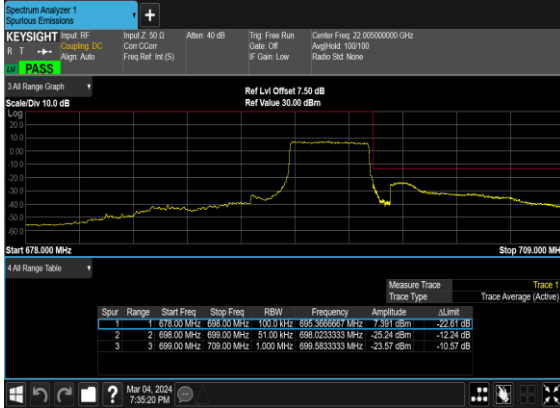 Spectrum Analyzer 1
Spurious Emissions
+
KEYSIGHT Input: RF Input Z: 50 Ω Atten: 40 dB Trig: Free Run Center Freq: 22.005000000 GHz
R T Coupling: DC Corr CCorr Gate: Off Avg|Hold: 100/100
Align: Auto Freq Ref: Int (S) IF Gain: Low Radio Std: None
PASS
3 All Range Graph
Ref Lvl Offset 7.50 dB
Scale/Div 10.0 dB Ref Value 30.00 dBm
Log
20.0
10.0
0.00
-10.0
-20.0
-30.0
-40.0
-50.0
-60.0
Start 678.000 MHz Stop 709.000 MH
4 All Range Table
Measure Trace Trace 1
Trace Type Trace Average (Active)
Spur Range Start Freq Stop Freq RBW Frequency Amplitude ΔLimit
1 1 678.00 MHz 698.00 MHz 100.0 kHz 695.3666667 MHz 7.391 dBm -22.61 dB
2 2 698.00 MHz 699.00 MHz 51.00 kHz 698.0233333 MHz -25.24 dBm -12.24 dB
3 3 699.00 MHz 709.00 MHz 1.000 MHz 699.5833333 MHz -23.57 dBm -10.57 dB
?
Mar 04, 2024
7:35:20 PM